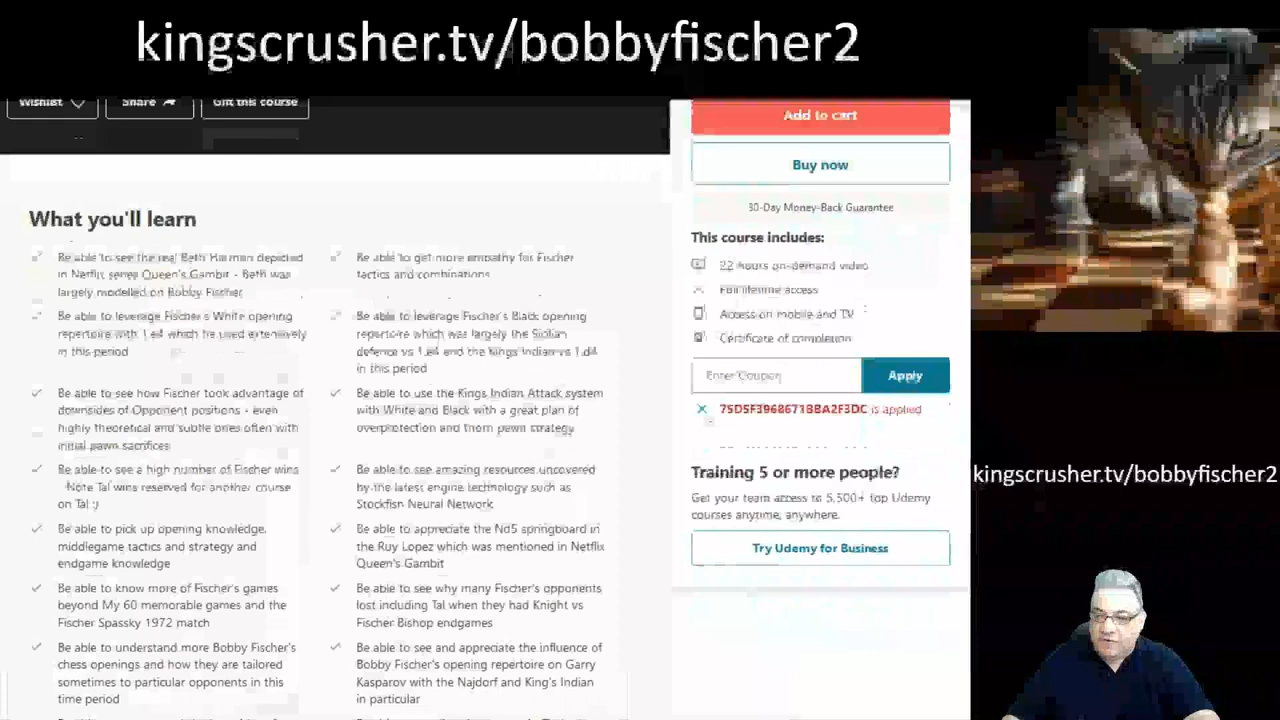 kingscrusher.tv/bobbyfischer2
Wishlist
Share
Gift this course
Add to cart
Buy now
30-Day Money-Back Guarantee
This course includes:
22 hours on-demand video
Full lifetime access
Access on mobile and TV
Certificate of completion
Enter Coupon
Apply
is applied
Training 5 or more people?
Get your team access to 5,500+ top Udemy
courses anytime, anywhere.
Try Udemy for Business
What you'll learn
Be able to see the real Beth Harmon depicted
in Netflix series Queen's Gambit - Beth was
largely modelled on Bobby Fischer
Be able to get more empathy for Fischer
tactics and combinations
Be able to leverage Fischer's White opening
repertoire with 1.e4 which he used extensively
in this period
Be able to leverage Fischer's Black opening
repertoire which was largely the Sicilian
defence vs 1.e4 and the Kings Indian vs 1.d4
in this period
Be able to see how Fischer took advantage of
downsides of Opponent positions - even
highly theoretical and subtle ones often with
initial pawn sacrifices
Be able to use the Kings Indian Attack system
with White and Black with a great plan of
overprotection and thorn pawn strategy
Be able to see a high number of Fischer wins
- Note Tal wins reserved for another course
on Tal :)
Be able to see amazing resources uncovered
by the latest engine technology such as
Stockfish Neural Network
Be able to pick up opening knowledge,
middlegame tactics and strategy and
endgame knowledge
Be able to appreciate the Nd5 springboard in
the Ruy Lopez which was mentioned in Netflix
Queen's Gambit
Be able to know more of Fischer's games
beyond My 60 memorable games and the
Fischer Spassky 1972 match
Be able to see why many Fischer's opponents
lost including Tal when they had Knight vs
Fischer Bishop endgames
Be able to understand more Bobby Fischer's
chess openings and how they are tailored
sometimes to particular opponents in this
time period
Be able to see and appreciate the influence of
Bobby Fischer's opening repertoire on Garry
Kasparov with the Najdorf and King's Indian
in particular
kingscrusher.tv/bobbyfischer2